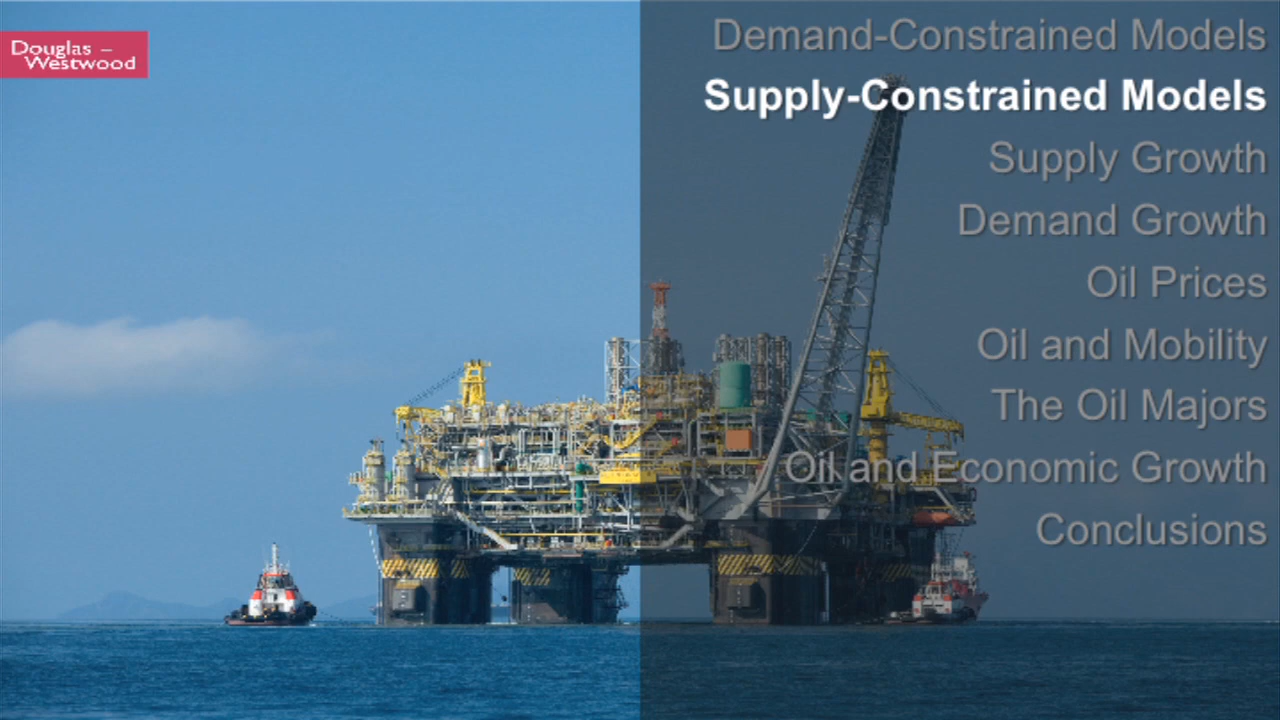 Douglas –
Westwood
Demand-Constrained Models
Supply-Constrained Models
Supply Growth
Demand Growth
Oil Prices
Oil and Mobility
The Oil Majors
Oil and Economic Growth
Conclusions